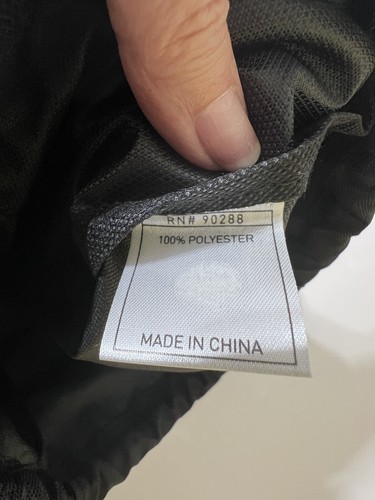 RN# 90288
100% POLYESTER
MADE IN CHINA